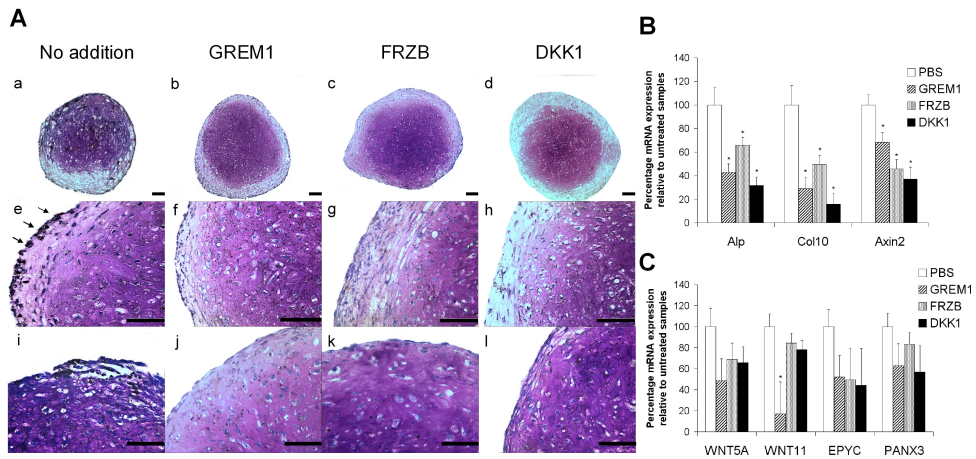 A
No addition GREM1 FRZB DKK1
a b c d
e f g h
i j k l
B
Percentage mRNA expression
relative to untreated samples
140
120
100
80
60
40
20
0
* * *
* * *
* * *
Alp Col10 Axin2
PBS
GREM1
FRZB
DKK1
C
Percentage mRNA expression
relative to untreated samples
140
120
100
80
60
40
20
0
*
WNT5A WNT11 EPYC PANX3
PBS
GREM1
FRZB
DKK1